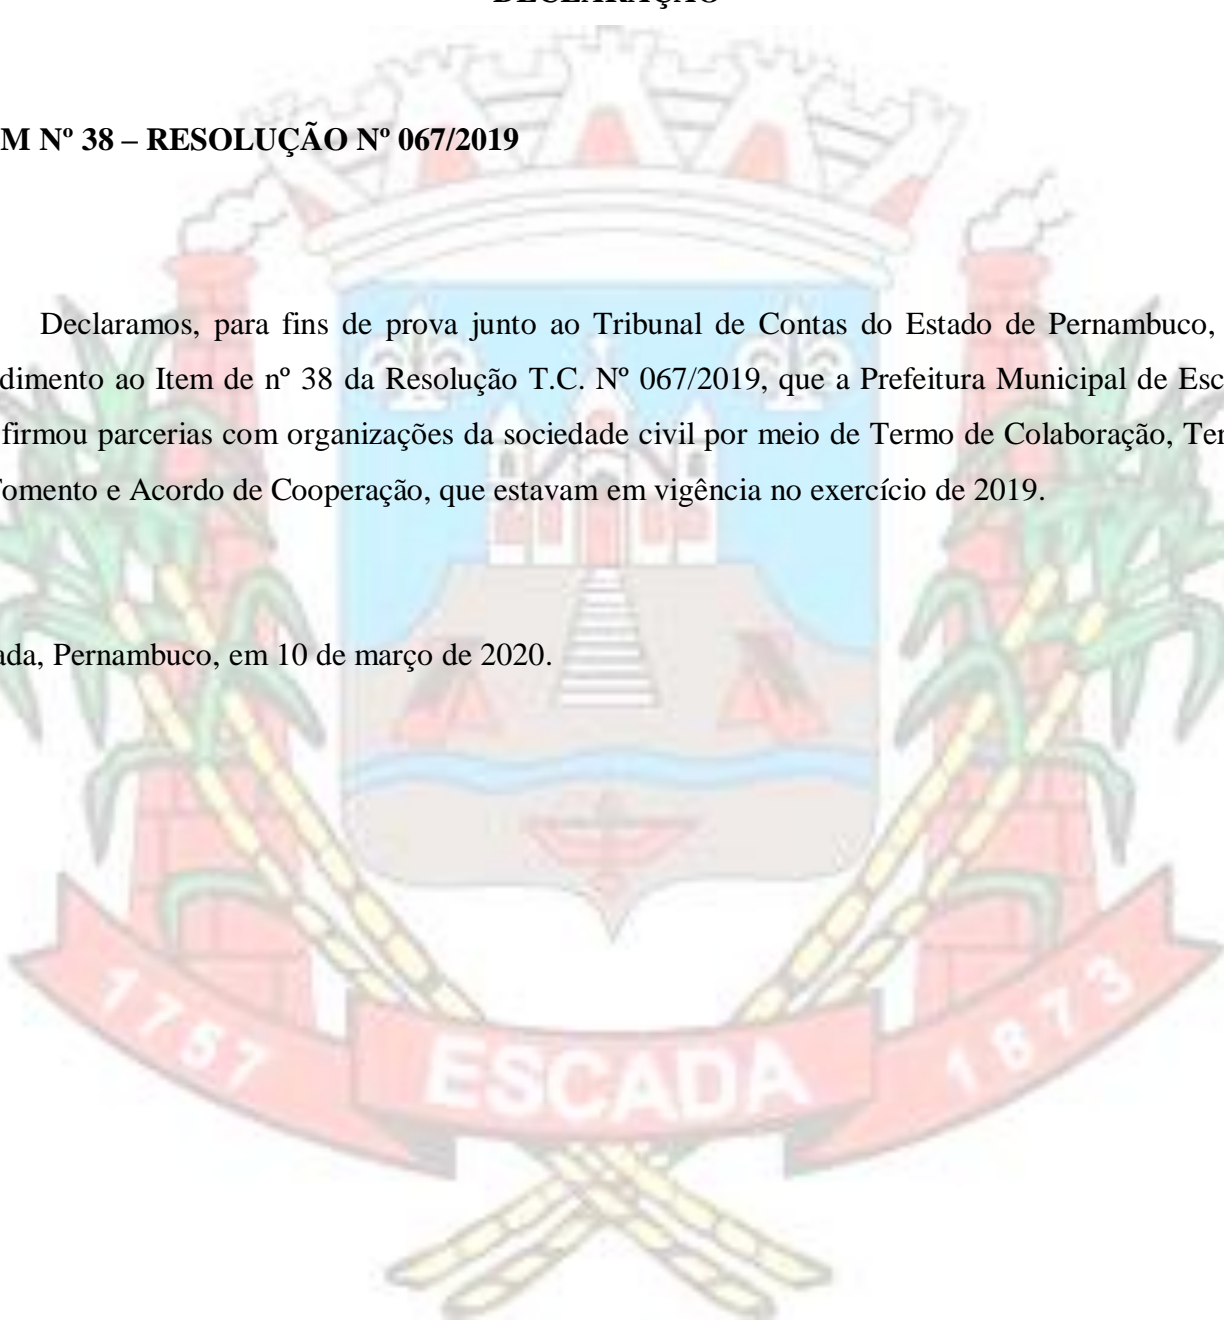 DECLARAÇÃO
M Nº 38 – RESOLUÇÃO Nº 067/2019
Declaramos, para fins de prova junto ao Tribunal de Contas do Estado de Pernambuco,
dimento ao Item de nº 38 da Resolução T.C. Nº 067/2019, que a Prefeitura Municipal de Esc
firmou parcerias com organizações da sociedade civil por meio de Termo de Colaboração, Ter
Fomento e Acordo de Cooperação, que estavam em vigência no exercício de 2019.
ada, Pernambuco, em 10 de março de 2020.
1757 ESCADA 1873